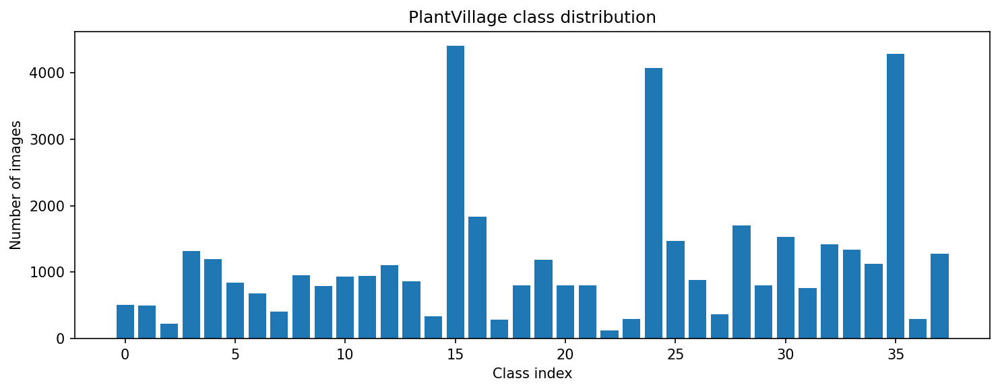 PlantVillage class distribution
Number of images
4000
3000
2000
1000
0
0 5 10 15 20 25 30 35
Class index